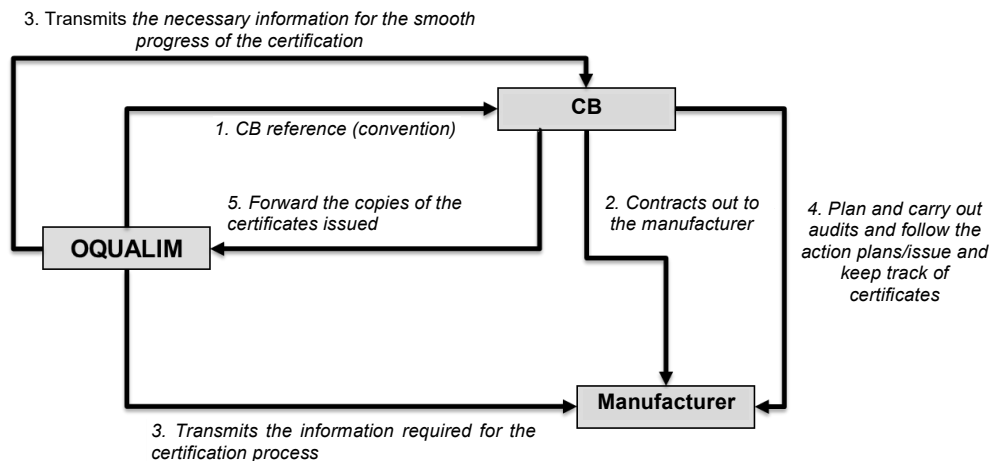 3. Transmits the necessary information for the smooth
progress of the certification
CB
1. CB reference (convention)
5. Forward the copies of the
certificates issued
2. Contracts out to
the manufacturer
4. Plan and carry out
audits and follow the
action plans/issue and
keep track of
certificates
OQUALIM
Manufacturer
3. Transmits the information required for the
certification process